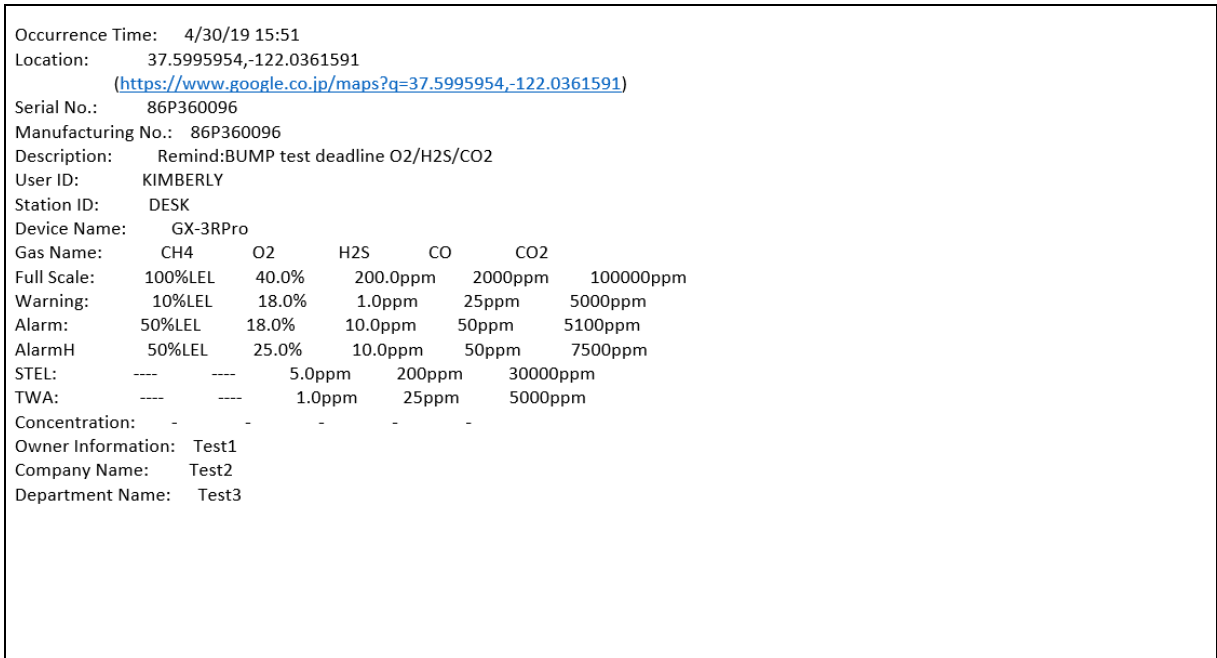 Occurrence Time: 4/30/19 15:51
Location: 37.5995954,-122.0361591
(https://www.google.co.jp/maps?q=37.5995954,-122.0361591)
Serial No.: 86P360096
Manufacturing No.: 86P360096
Description: Remind:BUMP test deadline O2/H2S/CO2
User ID: KIMBERLY
Station ID: DESK
Device Name: GX-3RPro
Gas Name: CH4 O2 H2S CO CO2
Full Scale: 100%LEL 40.0% 200.0ppm 2000ppm 100000ppm
Warning: 10%LEL 18.0% 1.0ppm 25ppm 5000ppm
Alarm: 50%LEL 18.0% 10.0ppm 50ppm 5100ppm
AlarmH 50%LEL 25.0% 10.0ppm 50ppm 7500ppm
STEL: ---- ---- 5.0ppm 200ppm 30000ppm
TWA: ---- ---- 1.0ppm 25ppm 5000ppm
Concentration: - - - - -
Owner Information: Test1
Company Name: Test2
Department Name: Test3